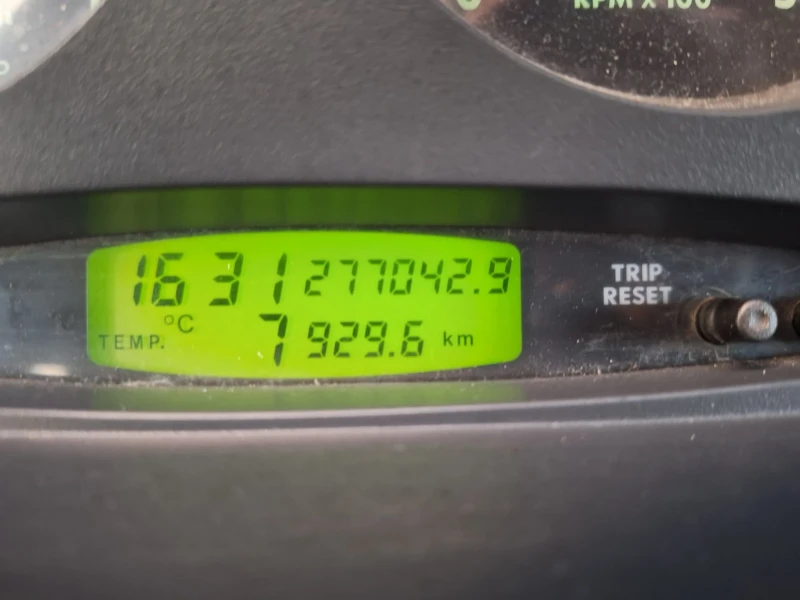 RPM x 100
16 31 277042.9
°C
TEMP. 7 929.6 km
TRIP
RESET